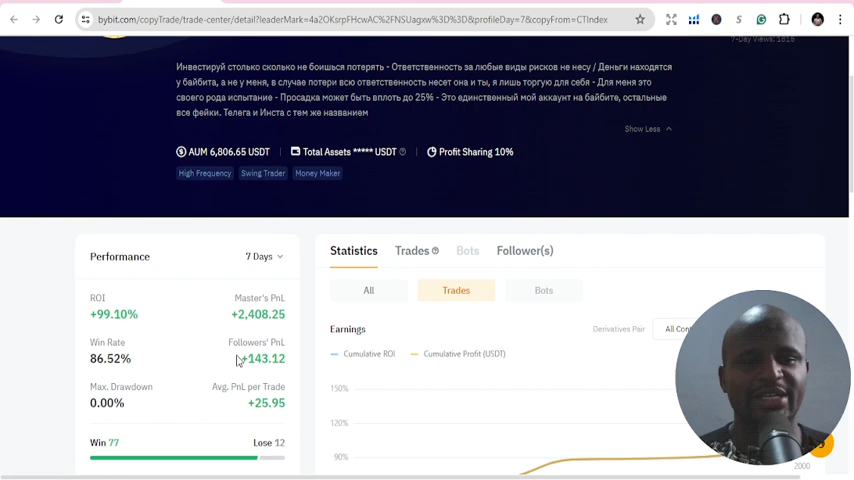 bybit.com/copyTrade/trade-center/detail?leaderMark=4a2OKsrpFHcwAC%2FNSUagxw%3D%3D&profileDay=7&copyFrom=CTIndex
7-Day Views: 1616
Инвестируй столько сколько не боишься потерять - Ответственность за любые виды рисков не несу / Деньги находятся
у байбита, а не у меня, в случае потери всю ответственность несет она и ты, я лишь торгую для себя - Для меня это
своего рода испытание - Просадка может быть вплоть до 25% - Это единственный мой аккаунт на байбите, остальные
все фейки. Телега и Инста с тем же названием
Show Less
AUM 6,806.65 USDT
Total Assets ***** USDT
Profit Sharing 10%
High Frequency
Swing Trader
Money Maker
Performance
7 Days
ROI
Master's PnL
+99.10%
+2,408.25
Win Rate
Followers' PnL
86.52%
+143.12
Max. Drawdown
Avg. PnL per Trade
0.00%
+25.95
Win 77
Lose 12
Statistics
Trades
Bots
Follower(s)
All
Trades
Bots
Earnings
Derivatives Pair
All
Cumulative ROI
Cumulative Profit (USDT)
150%
120%
90%
2000